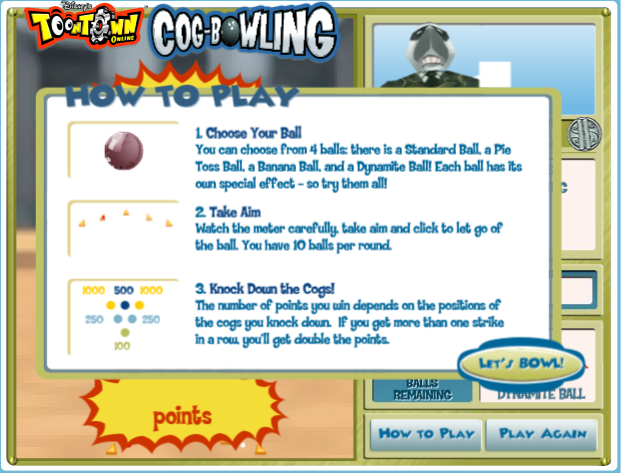 Disney's
TOONTOWN
ONLINE
COG-BOWLING
HOW TO PLAY
1. Choose Your Ball
You can choose from 4 balls: there is a Standard Ball, a Pie
Toss Ball, a Banana Ball, and a Dynamite Ball! Each ball has its
own special effect - so try them all!
2. Take Aim
Watch the meter carefully, take aim and click to let go of
the ball. You have 10 balls per round.
1000 500 1000
250 250
100
3. Knock Down the Cogs!
The number of points you win depends on the positions of
the cogs you knock down. If you get more than one strike
in a row, you'll get double the points.
LET'S BOWL!
points
BALLS
REMAINING
DYNAMITE BALL
HOW TO PLAY
PLAY AGAIN